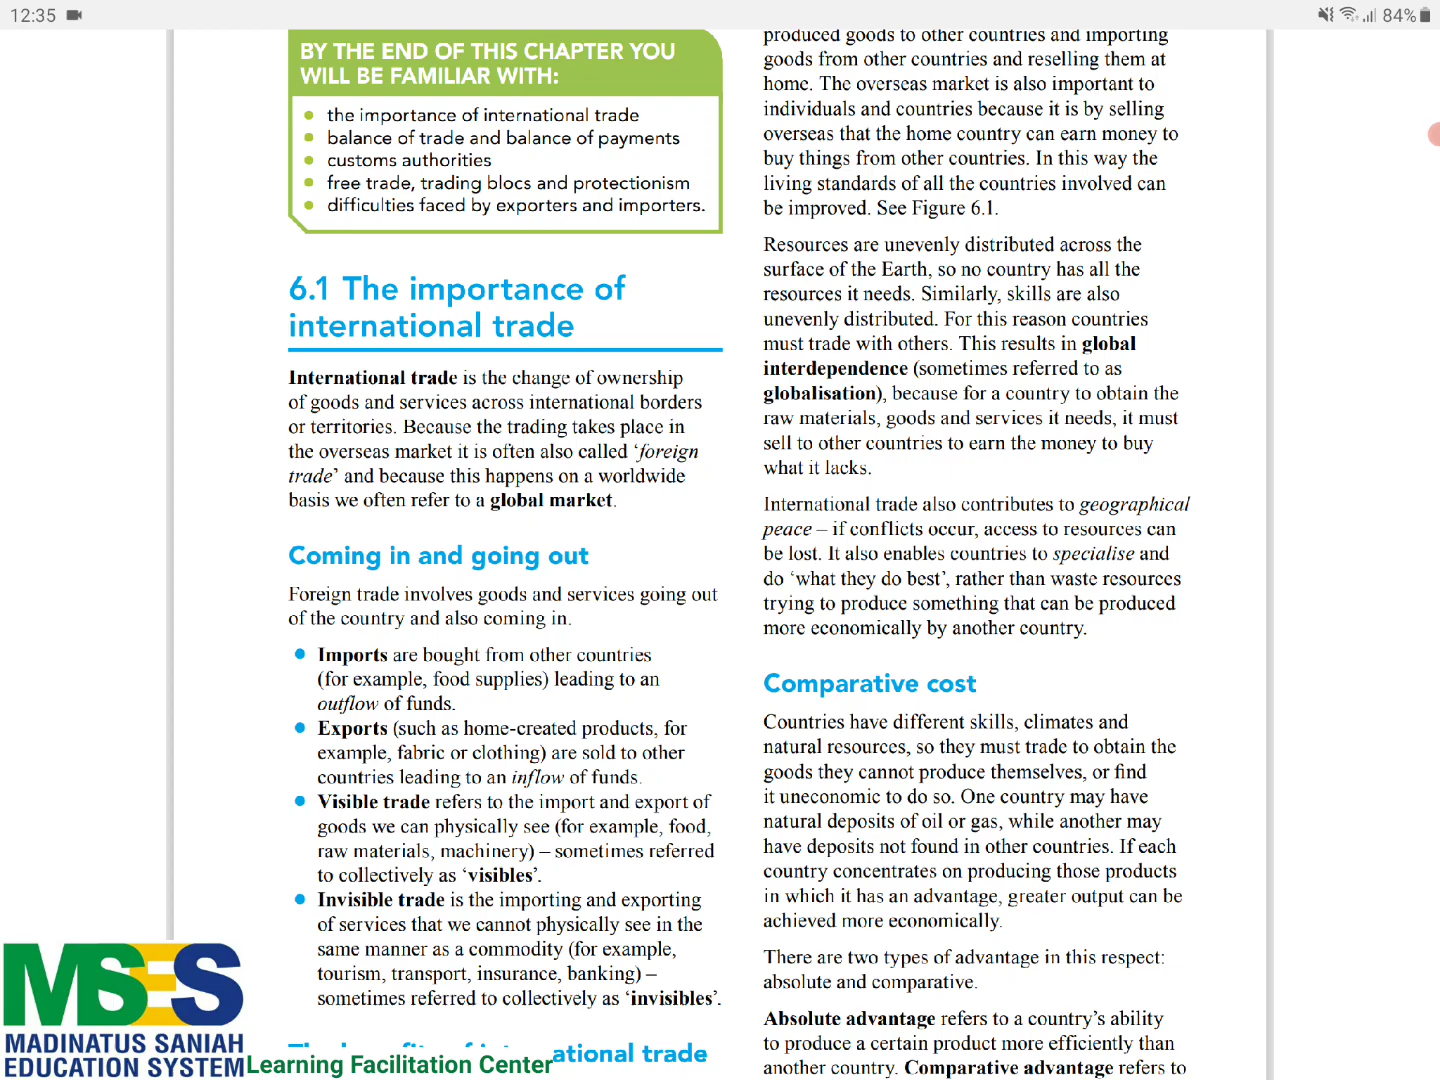 12:35
84%
BY THE END OF THIS CHAPTER YOU
WILL BE FAMILIAR WITH:
the importance of international trade
balance of trade and balance of payments
customs authorities
free trade, trading blocs and protectionism
difficulties faced by exporters and importers.
6.1 The importance of
international trade
International trade is the change of ownership
of goods and services across international borders
or territories. Because the trading takes place in
the overseas market it is often also called ‘foreign
trade’ and because this happens on a worldwide
basis we often refer to a global market.
Coming in and going out
Foreign trade involves goods and services going out
of the country and also coming in.
Imports are bought from other countries
(for example, food supplies) leading to an
outflow of funds.
Exports (such as home-created products, for
example, fabric or clothing) are sold to other
countries leading to an inflow of funds.
Visible trade refers to the import and export of
goods we can physically see (for example, food,
raw materials, machinery) – sometimes referred
to collectively as ‘visibles’.
Invisible trade is the importing and exporting
of services that we cannot physically see in the
same manner as a commodity (for example,
tourism, transport, insurance, banking) –
sometimes referred to collectively as ‘invisibles’.
ational trade
produced goods to other countries and importing
goods from other countries and reselling them at
home. The overseas market is also important to
individuals and countries because it is by selling
overseas that the home country can earn money to
buy things from other countries. In this way the
living standards of all the countries involved can
be improved. See Figure 6.1.
Resources are unevenly distributed across the
surface of the Earth, so no country has all the
resources it needs. Similarly, skills are also
unevenly distributed. For this reason countries
must trade with others. This results in global
interdependence (sometimes referred to as
globalisation), because for a country to obtain the
raw materials, goods and services it needs, it must
sell to other countries to earn the money to buy
what it lacks.
International trade also contributes to geographical
peace – if conflicts occur, access to resources can
be lost. It also enables countries to specialise and
do ‘what they do best’, rather than waste resources
trying to produce something that can be produced
more economically by another country.
Comparative cost
Countries have different skills, climates and
natural resources, so they must trade to obtain the
goods they cannot produce themselves, or find
it uneconomic to do so. One country may have
natural deposits of oil or gas, while another may
have deposits not found in other countries. If each
country concentrates on producing those products
in which it has an advantage, greater output can be
achieved more economically.
There are two types of advantage in this respect:
absolute and comparative.
Absolute advantage refers to a country’s ability
to produce a certain product more efficiently than
another country. Comparative advantage refers to
MSES
MADINATUS SANIAH
EDUCATION SYSTEM
Learning Facilitation Center